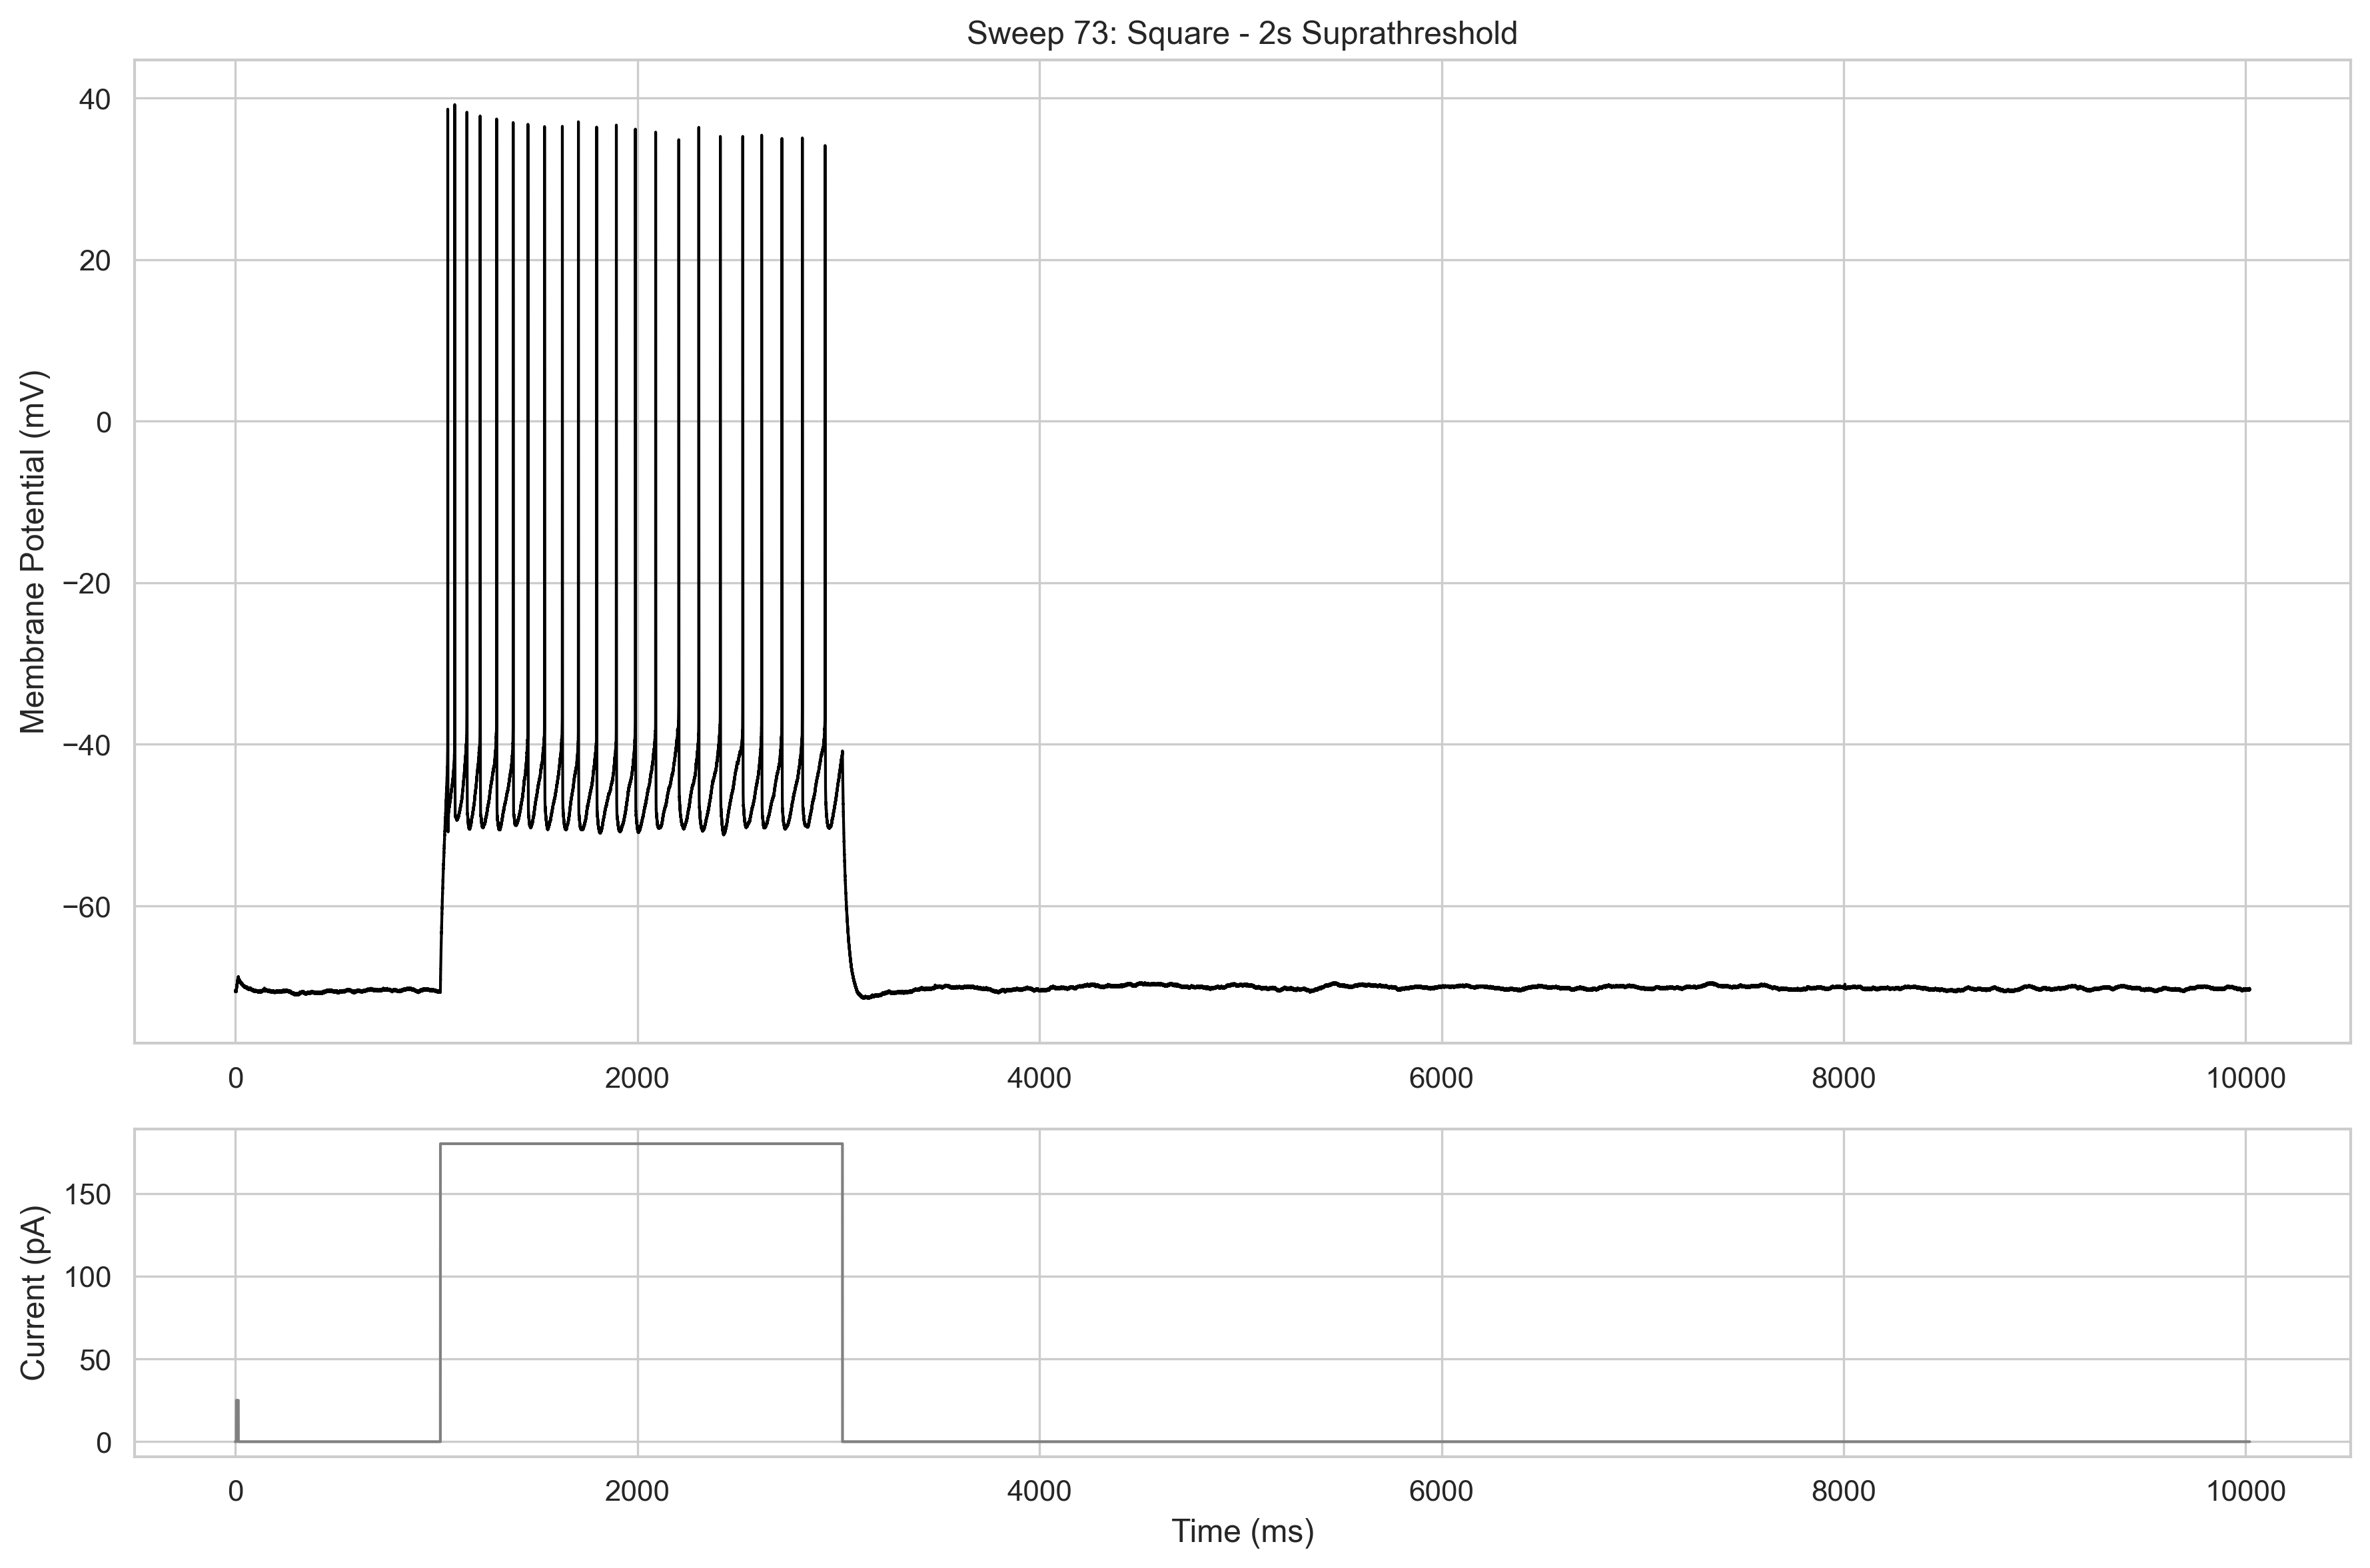 Sweep 73: Square - 2s Suprathreshold
Membrane Potential (mV)
40
20
0
−20
−40
−60
0 2000 4000 6000 8000 10000
Current (pA)
150
100
50
0
0 2000 4000 6000 8000 10000
Time (ms)